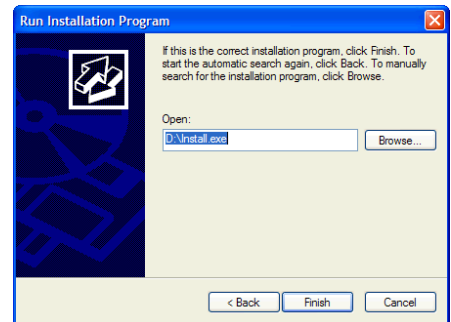 Run Installation Program
If this is the correct installation program, click Finish. To
start the automatic search again, click Back. To manually
search for the installation program, click Browse.
Open:
D:\Install.exe
Browse...
< Back
Finish
Cancel